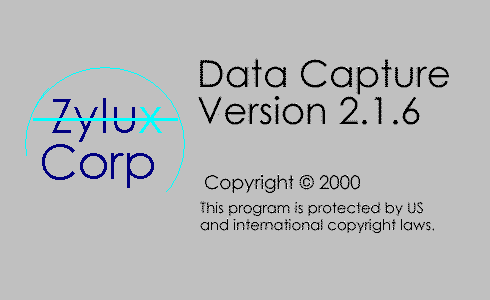 Zylux
Corp
Data Capture
Version 2.1.6
Copyright © 2000
This program is protected by US
and international copyright laws.